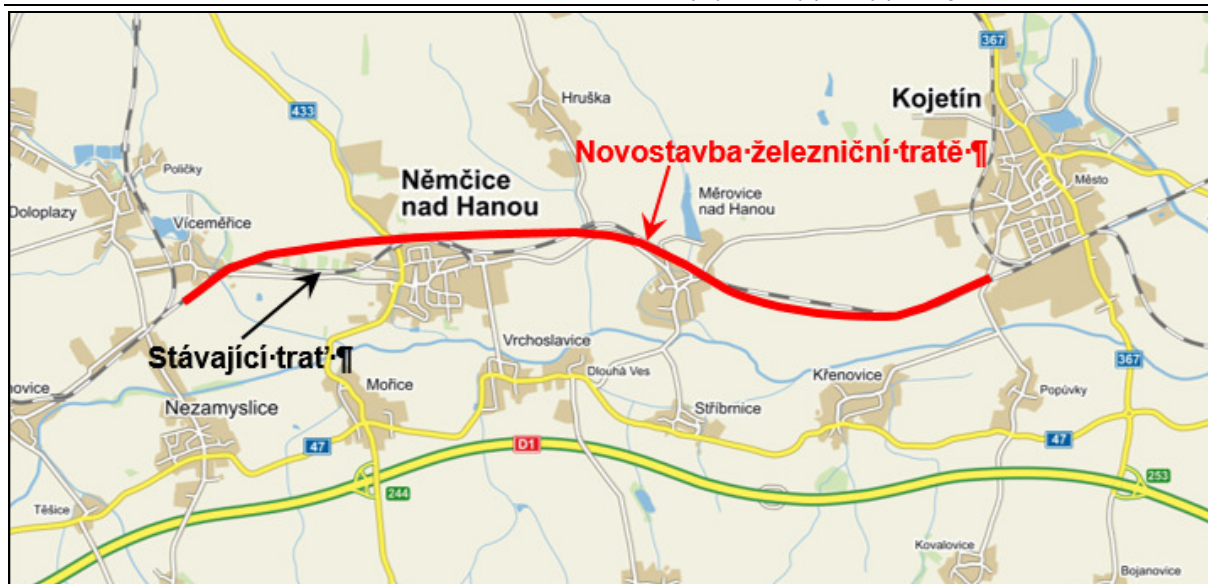 367
Kojetín
Hruška
433
Novostavba·železniční·tratě·¶
Poličky
Němčice
nad Hanou
Město
Měrovice
nad Hanou
Doloplazy
Víceměřice
Stávající·trať·¶
Vrchoslavice
367
Dlouhá Ves
Křenovice
Mořice
Popůvky
novice
Nezamyslice
Stříbrnice
47
D1
47
244
253
Těšice
Kovalovice
Bojanovice